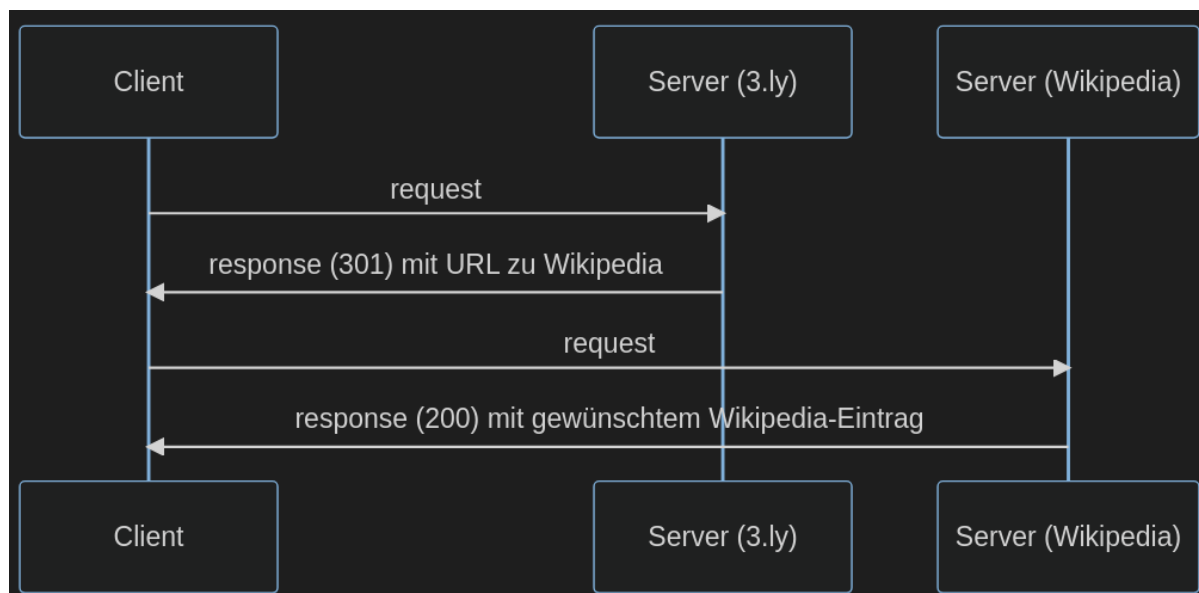 Client
Server (3.ly)
Server (Wikipedia)
request
response (301) mit URL zu Wikipedia
request
response (200) mit gewünschtem Wikipedia-Eintrag
Client
Server (3.ly)
Server (Wikipedia)